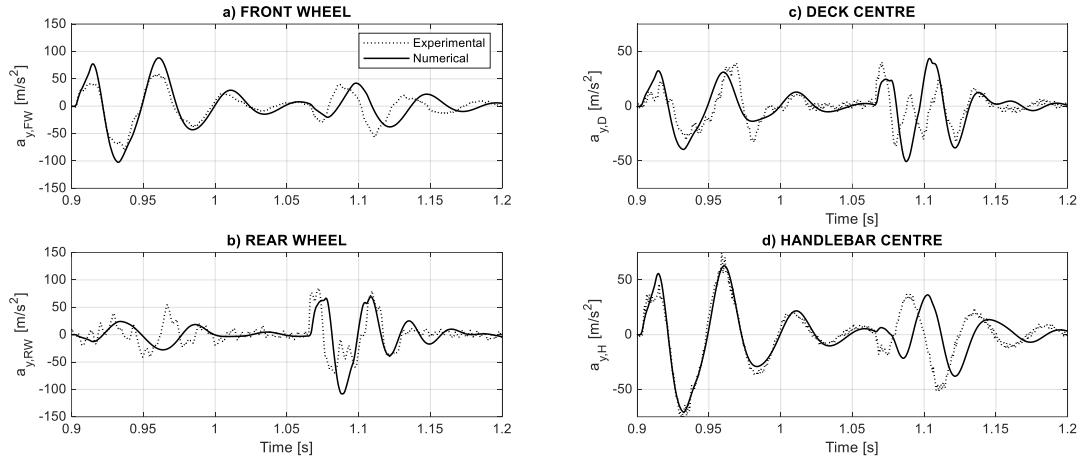 a) FRONT WHEEL
150
100
50
0
-50
-100
-150
a_y,FW [m/s²]
0.9 0.95 1 1.05 1.1 1.15 1.2
Experimental
Numerical
b) REAR WHEEL
150
100
50
0
-50
-100
-150
a_y,RW [m/s²]
0.9 0.95 1 1.05 1.1 1.15 1.2
Time [s]
c) DECK CENTRE
50
0
-50
a_y,D [m/s²]
0.9 0.95 1 1.05 1.1 1.15 1.2
Time [s]
d) HANDLEBAR CENTRE
50
0
-50
a_y,H [m/s²]
0.9 0.95 1 1.05 1.1 1.15 1.2
Time [s]